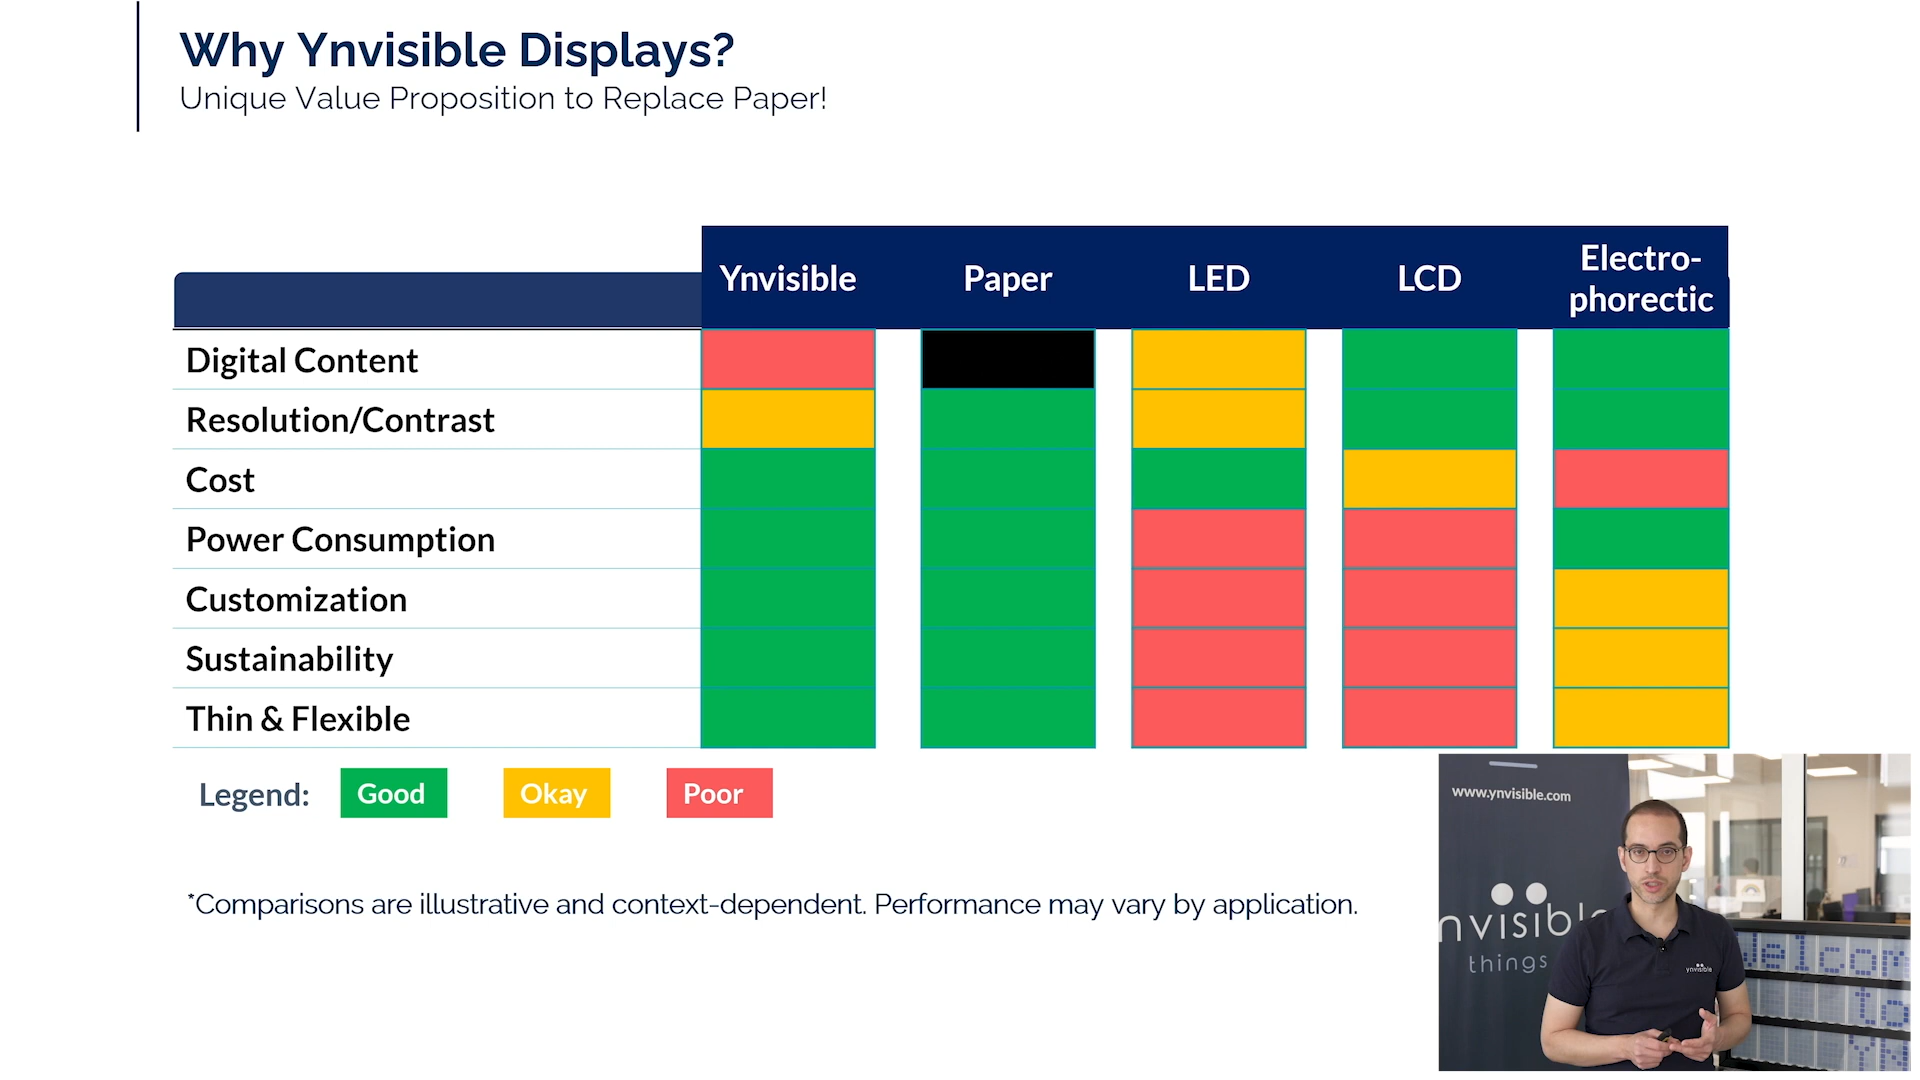 Why Ynvisible Displays?
Unique Value Proposition to Replace Paper!
Ynvisible Paper LED LCD Electro-
phorectic
Digital Content
Resolution/Contrast
Cost
Power Consumption
Customization
Sustainability
Thin & Flexible
Legend: Good Okay Poor
*Comparisons are illustrative and context-dependent. Performance may vary by application.
www.ynvisible.com
things
ynvisible
to